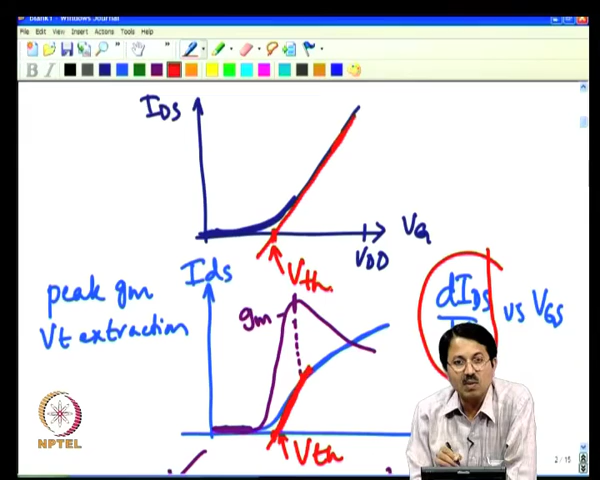 Blank1 - Windows Journal
File Edit View Insert Actions Tools Help
B I
IDS
VG
VDD
Vth
Ids
peak gm
Vt extraction
gm
dIDS
vs VGS
Vth
NPTEL
2 / 15